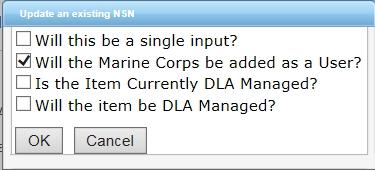 Update an existing NSN
Will this be a single input?
Will the Marine Corps be added as a User?
Is the Item Currently DLA Managed?
Will the item be DLA Managed?
OK Cancel